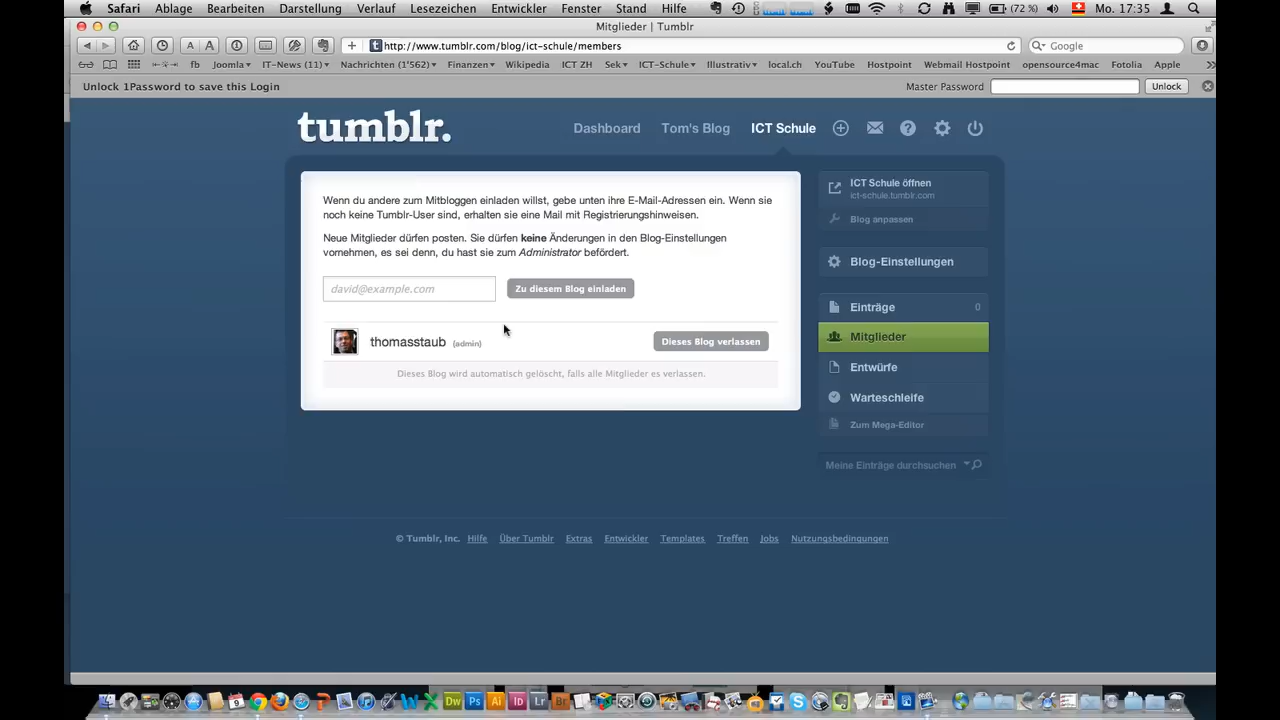 Safari Ablage Bearbeiten Darstellung Verlauf Lesezeichen Entwickler Fenster Store Hilfe (72 %) Mo. 17:35
Mitglieder | Tumblr
A A http://www.tumblr.com/blog/ict-schule/members Google
fb Joomla IT-News (11) Nachrichten (1'562) Finanzen Wikipedia ICT ZH Sek ICT-Schule Illustrativ local.ch YouTube Hostpoint Webmail Hostpoint opensource4mac Fotolia Apple
Unlock 1Password to save this Login Master Password Unlock
tumblr. Dashboard Tom's Blog ICT Schule
Wenn du andere zum Mitbloggen einladen willst, gebe unten ihre E-Mail-Adressen ein. Wenn sie
noch keine Tumblr-User sind, erhalten sie eine Mail mit Registrierungshinweisen.
Neue Mitglieder dürfen posten. Sie dürfen keine Änderungen in den Blog-Einstellungen
vornehmen, es sei denn, du hast sie zum Administrator befördert.
david@example.com Zu diesem Blog einladen
thomasstaub (admin) Dieses Blog verlassen
Dieses Blog wird automatisch gelöscht, falls alle Mitglieder es verlassen.
ICT Schule öffnen
ict-schule.tumblr.com
Blog anpassen
Blog-Einstellungen
Einträge 0
Mitglieder
Entwürfe
Warteschleife
Zum Mega-Editor
Meine Einträge durchsuchen
© Tumblr, Inc. Hilfe Über Tumblr Extras Entwickler Templates Treffen Jobs Nutzungsbedingungen
Dw Ps Ai Id Lr Br